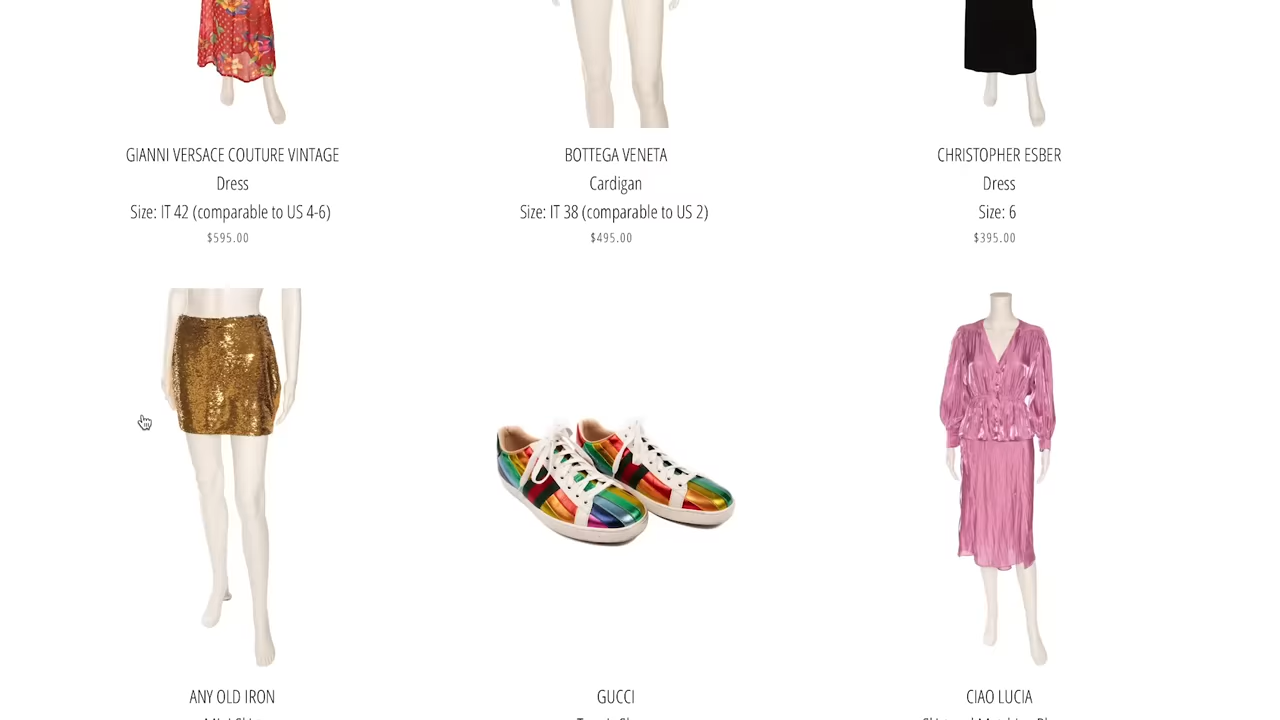 GIANNI VERSACE COUTURE VINTAGE
Dress
Size: IT 42 (comparable to US 4-6)
$595.00
BOTTEGA VENETA
Cardigan
Size: IT 38 (comparable to US 2)
$495.00
CHRISTOPHER ESBER
Dress
Size: 6
$395.00
ANY OLD IRON
GUCCI
CIAO LUCIA